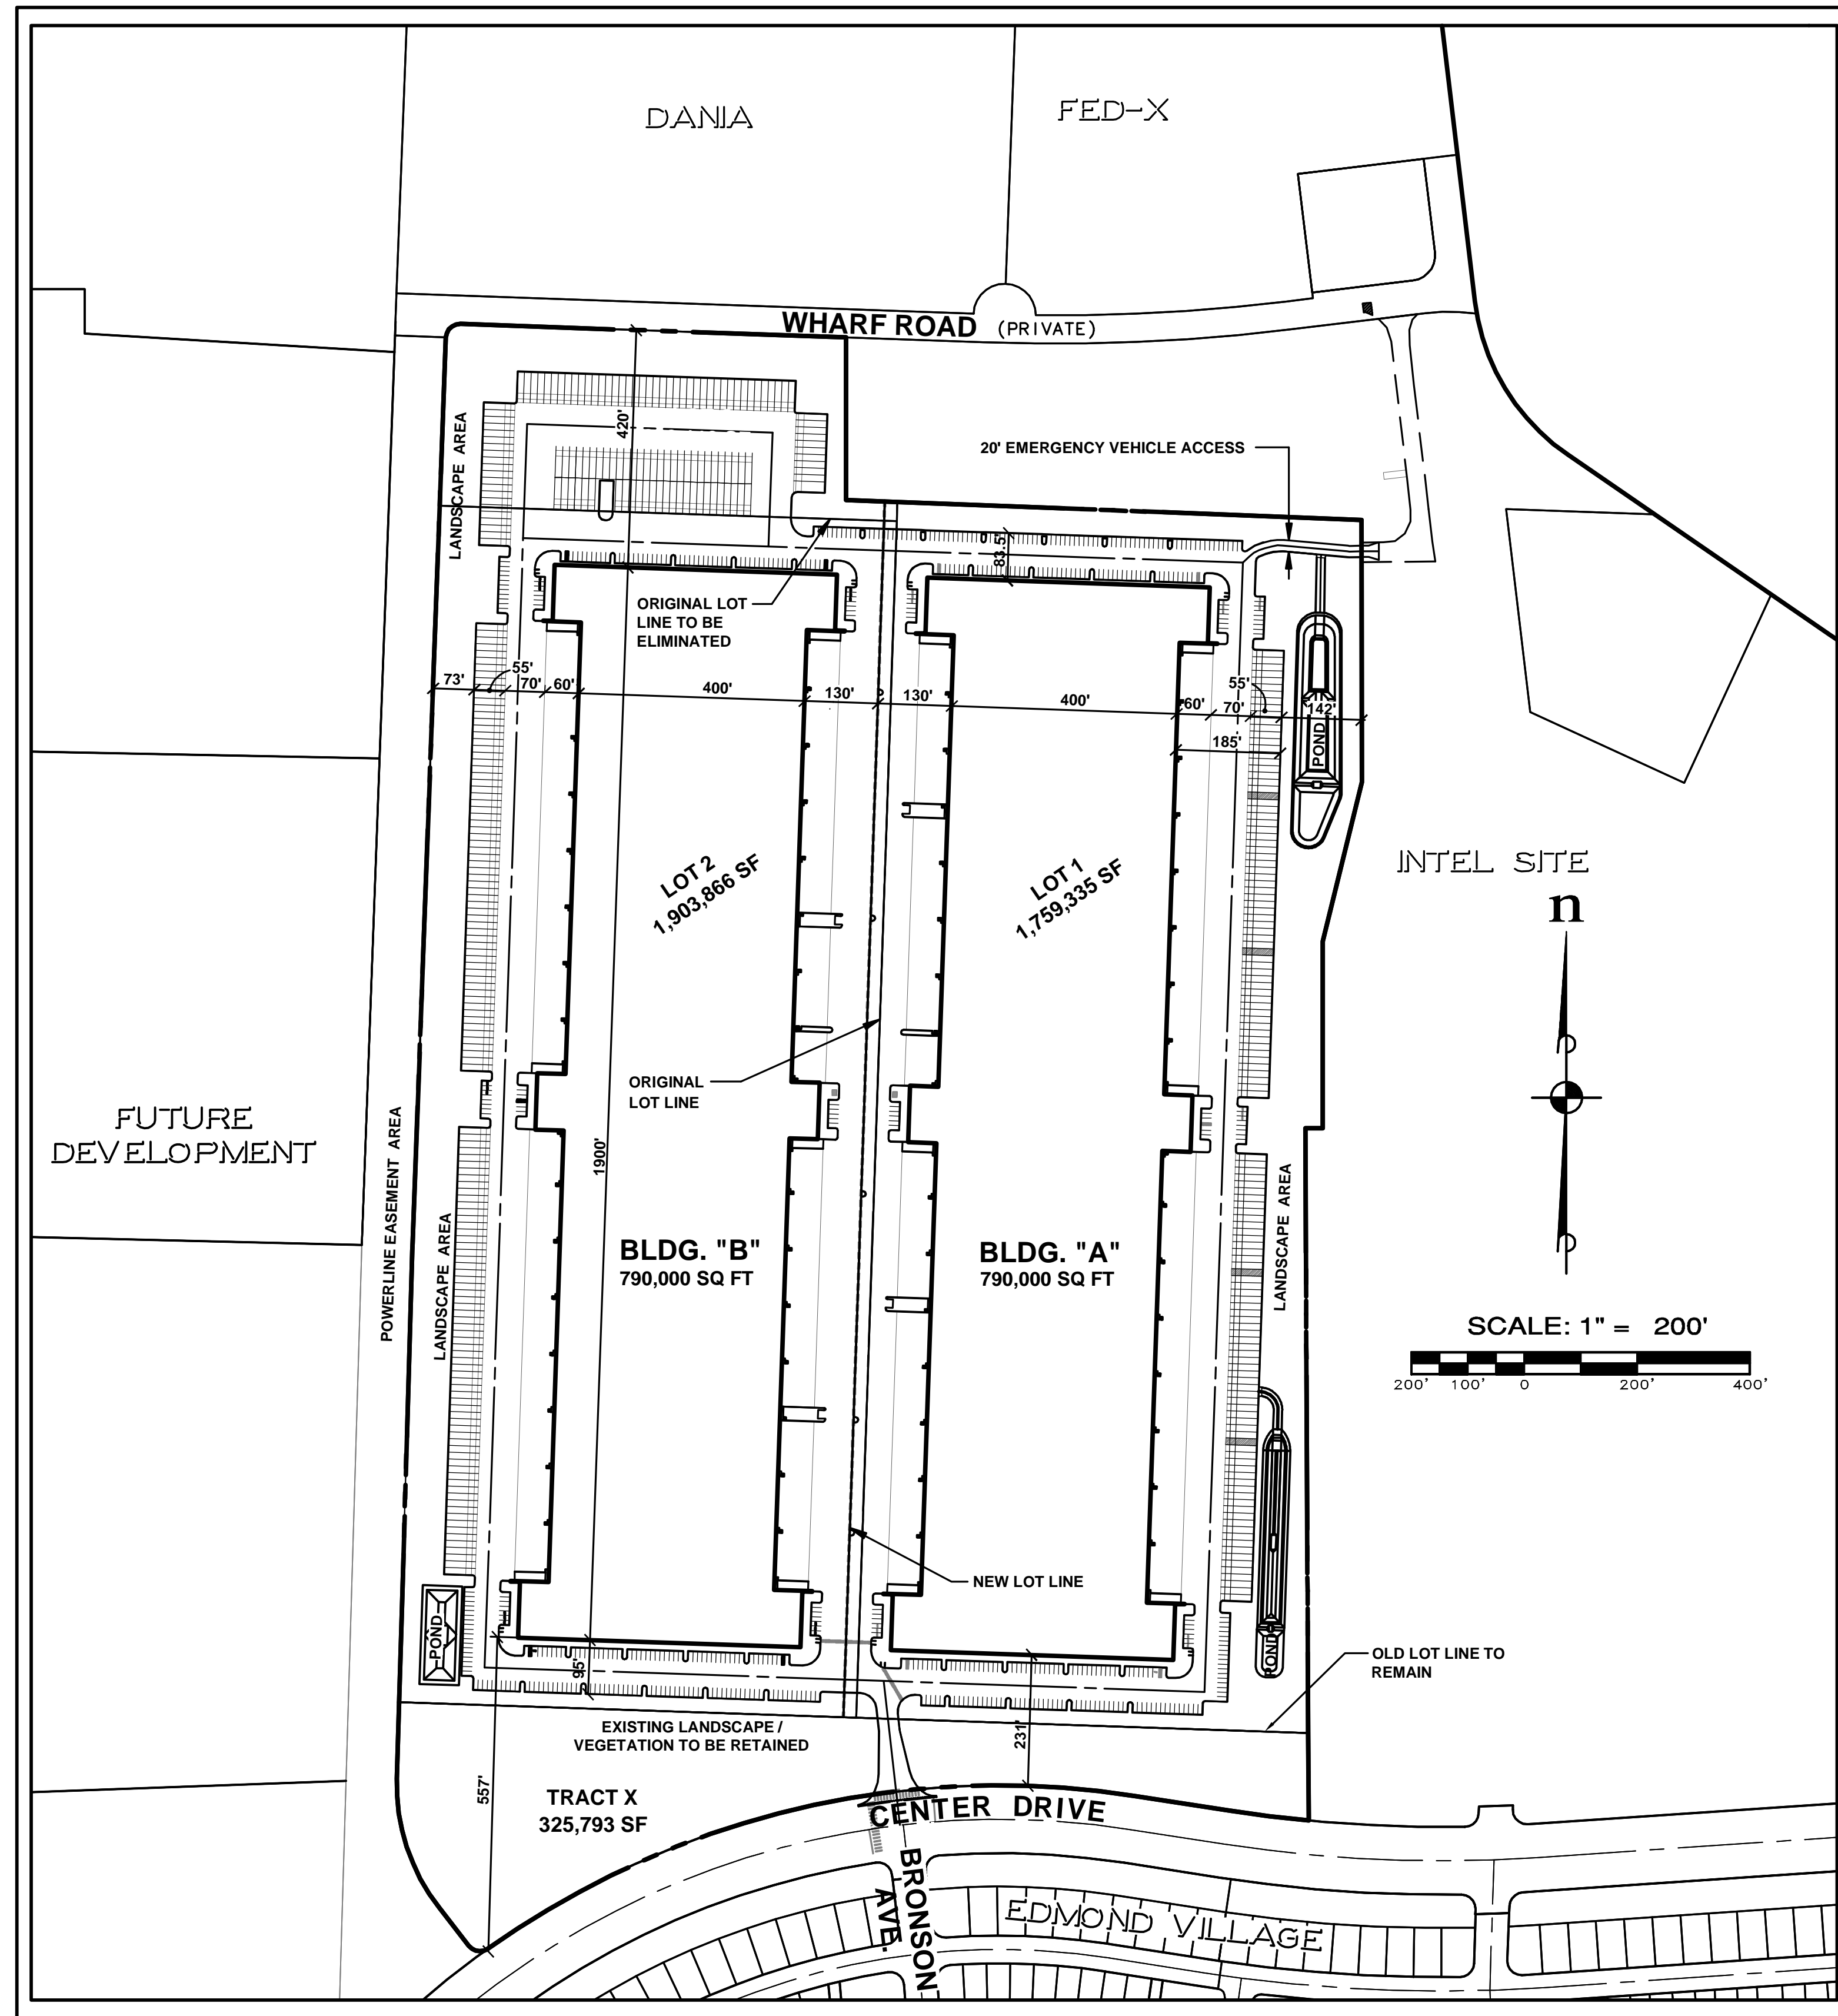 DANIA
FED-X
WHARF ROAD (PRIVATE)
LANDSCAPE AREA
420'
20' EMERGENCY VEHICLE ACCESS
83.5'
ORIGINAL LOT
LINE TO BE
ELIMINATED
73'
55'
70'
60'
400'
130'
130'
400'
60'
70'
55'
142'
185'
POND
LOT 2
1,903,866 SF
LOT 1
1,759,335 SF
INTEL SITE
n
ORIGINAL
LOT LINE
FUTURE
DEVELOPMENT
POWERLINE EASEMENT AREA
LANDSCAPE AREA
1900'
BLDG. "B"
790,000 SQ FT
BLDG. "A"
790,000 SQ FT
LANDSCAPE AREA
SCALE: 1" = 200'
200' 100' 0 200' 400'
NEW LOT LINE
POND
95'
POND
OLD LOT LINE TO
REMAIN
EXISTING LANDSCAPE /
VEGETATION TO BE RETAINED
231'
557'
TRACT X
325,793 SF
CENTER DRIVE
BRONSON
AVE.
EDMOND VILLAGE